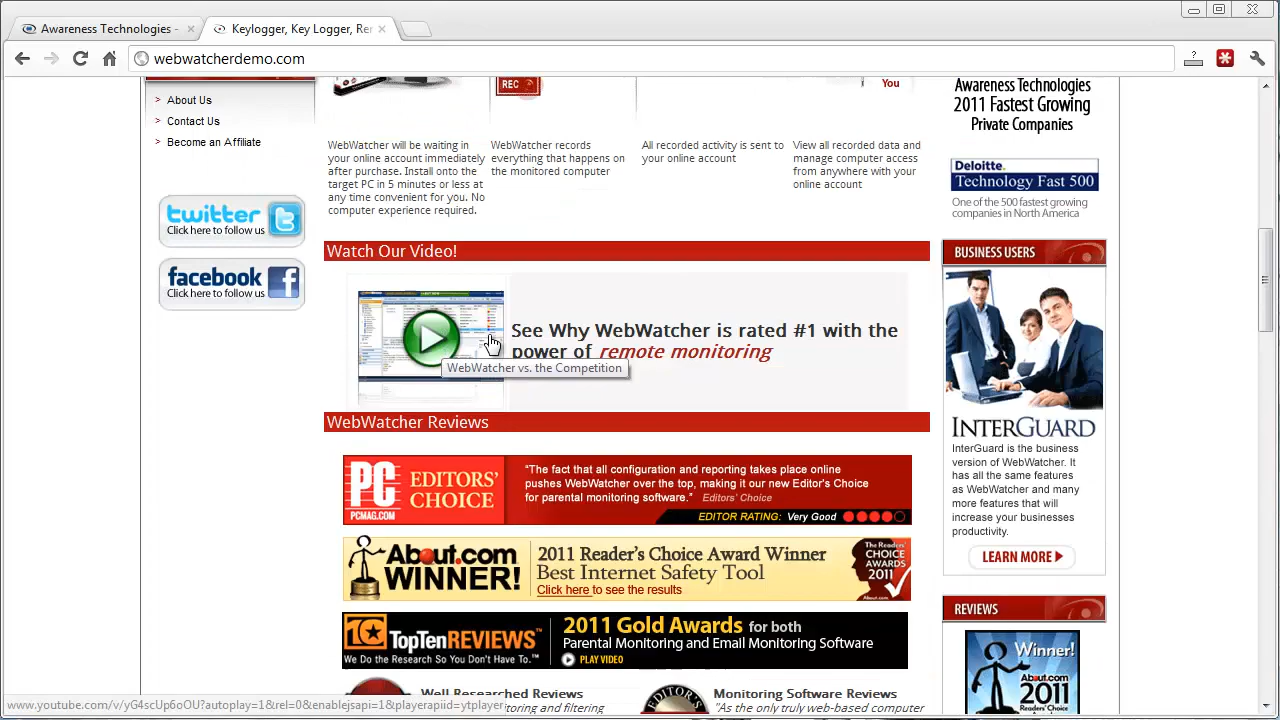 Awareness Technologies -
Keylogger, Key Logger, Rem
webwatcherdemo.com
About Us
Contact Us
Become an Affiliate
twitter
Click here to follow us
facebook
Click here to follow us
REC
You
WebWatcher will be waiting in
your online account immediately
after purchase. Install onto the
target PC in 5 minutes or less at
any time convenient for you. No
computer experience required.
WebWatcher records
everything that happens on
the monitored computer
All recorded activity is sent to
your online account
View all recorded data and
manage computer access
from anywhere with your
online account
Watch Our Video!
See Why WebWatcher is rated #1 with the
power of remote monitoring
WebWatcher vs. the Competition
WebWatcher Reviews
PC
PCMAG.COM
EDITORS'
CHOICE
"The fact that all configuration and reporting takes place online
pushes WebWatcher over the top, making it our new Editor's Choice
for parental monitoring software." Editors' Choice
EDITOR RATING: Very Good
About.com
WINNER!
2011 Reader's Choice Award Winner
Best Internet Safety Tool
Click here to see the results
The Readers'
CHOICE
AWARDS
2011
About.com
10 TopTenREVIEWS™
We Do the Research So You Don't Have To.™
2011 Gold Awards for both
Parental Monitoring and Email Monitoring Software
PLAY VIDEO
Well Researched Reviews
EDITOR'S
Monitoring Software Reviews
"As the only truly web-based computer
Awareness Technologies
2011 Fastest Growing
Private Companies
Deloitte.
Technology Fast 500
One of the 500 fastest growing
companies in North America
BUSINESS USERS
INTERGUARD
InterGuard is the business
version of WebWatcher. It
has all the same features
as WebWatcher and many
more features that will
increase your businesses
productivity.
LEARN MORE
REVIEWS
Winner!
About.com
2011
www.youtube.com/v/yG4scUp6oOU?autoplay=1&rel=0&enablejsapi=1&playerapiid=ytplayer